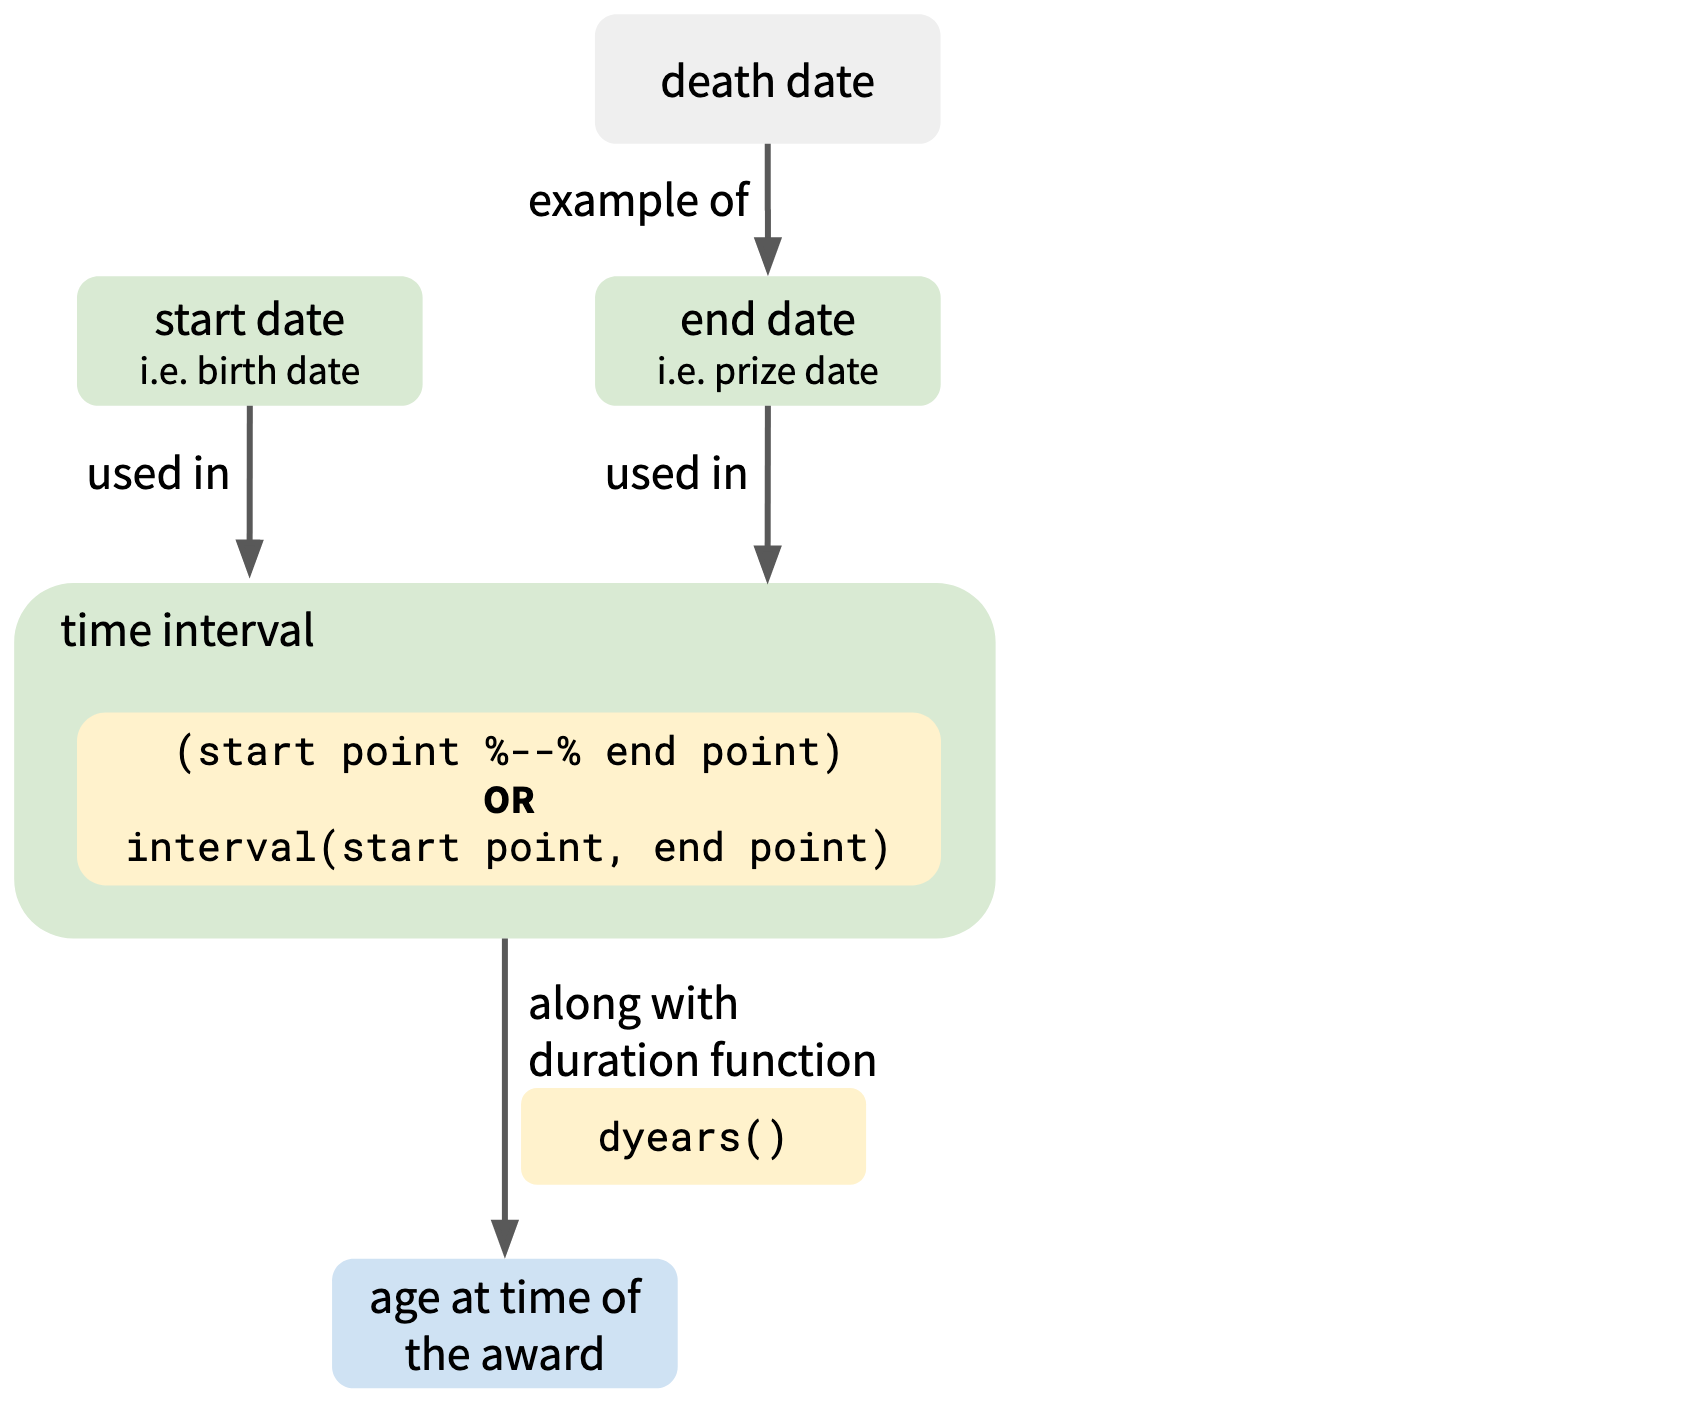 death date
example of
start date
i.e. birth date
end date
i.e. prize date
used in
used in
time interval
(start point %--% end point)
OR
interval(start point, end point)
along with
duration function
dyears()
age at time of
the award